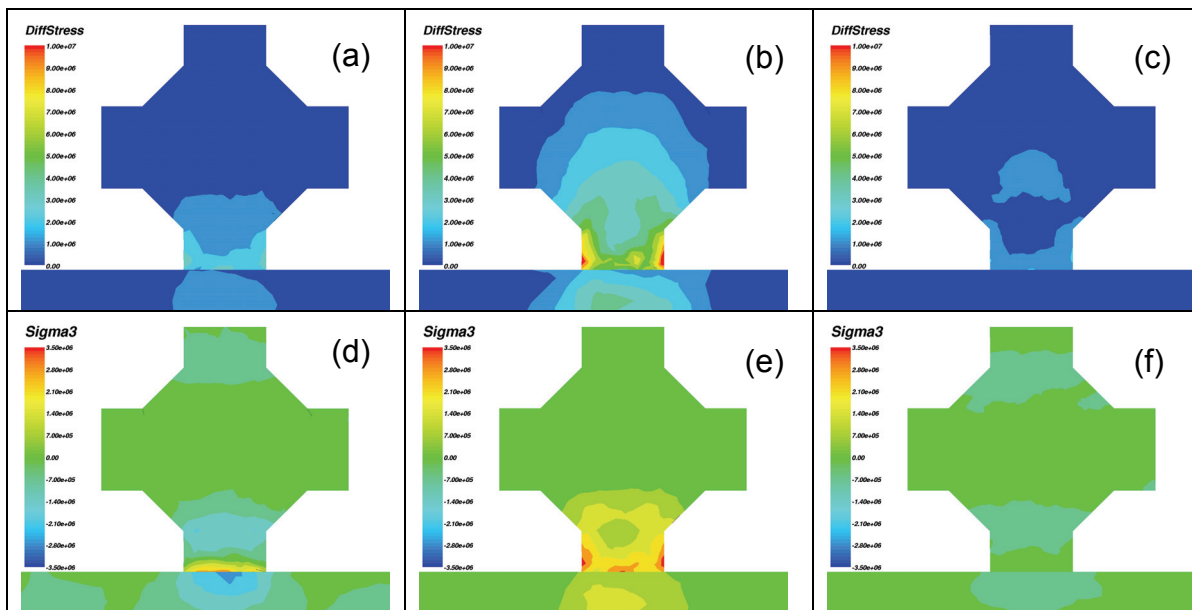 DiffStress
1.00e+07
9.00e+06
8.00e+06
7.00e+06
6.00e+06
5.00e+06
4.00e+06
3.00e+06
2.00e+06
1.00e+06
0.00
(a)
DiffStress
1.00e+07
9.00e+06
8.00e+06
7.00e+06
6.00e+06
5.00e+06
4.00e+06
3.00e+06
2.00e+06
1.00e+06
0.00
(b)
DiffStress
1.00e+07
9.00e+06
8.00e+06
7.00e+06
6.00e+06
5.00e+06
4.00e+06
3.00e+06
2.00e+06
1.00e+06
0.00
(c)
Sigma3
3.50e+06
2.80e+06
2.10e+06
1.40e+06
7.00e+05
0.00
-7.00e+05
-1.40e+06
-2.10e+06
-2.80e+06
-3.50e+06
(d)
Sigma3
3.50e+06
2.80e+06
2.10e+06
1.40e+06
7.00e+05
0.00
-7.00e+05
-1.40e+06
-2.10e+06
-2.80e+06
-3.50e+06
(e)
Sigma3
3.50e+06
2.80e+06
2.10e+06
1.40e+06
7.00e+05
0.00
-7.00e+05
-1.40e+06
-2.10e+06
-2.80e+06
-3.50e+06
(f)